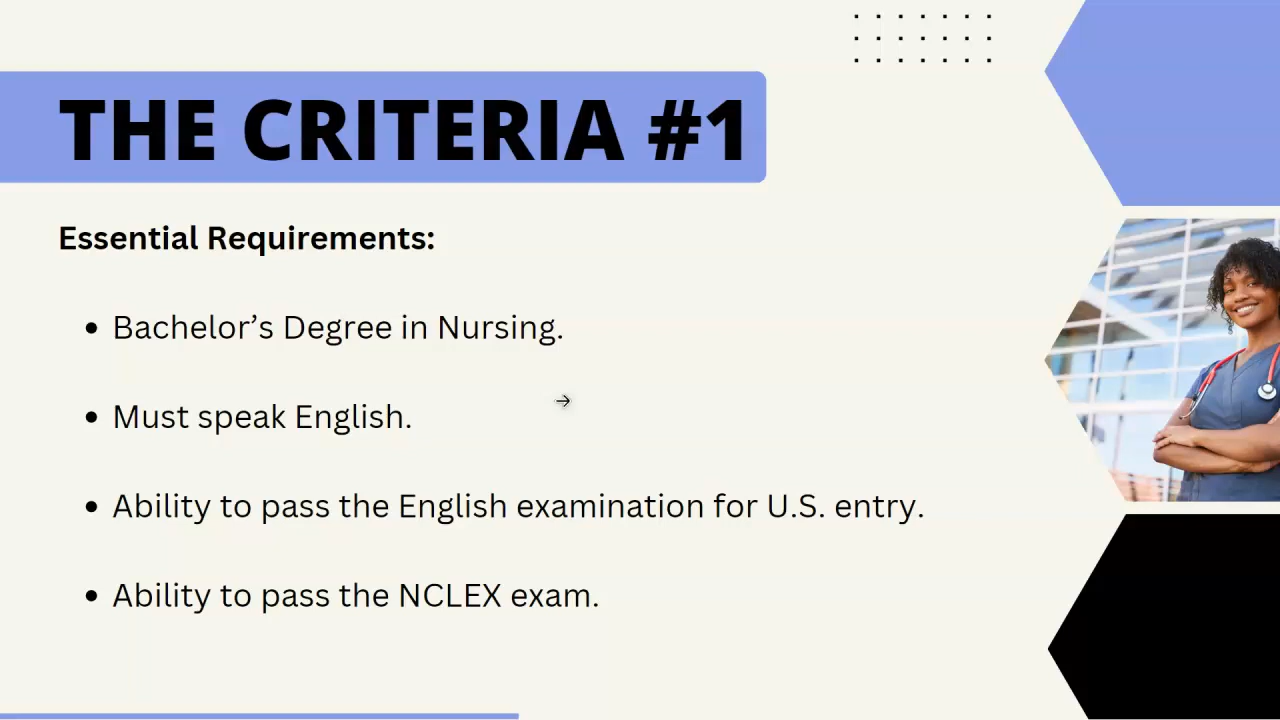 THE CRITERIA #1
Essential Requirements:
• Bachelor’s Degree in Nursing.
• Must speak English.
• Ability to pass the English examination for U.S. entry.
• Ability to pass the NCLEX exam.